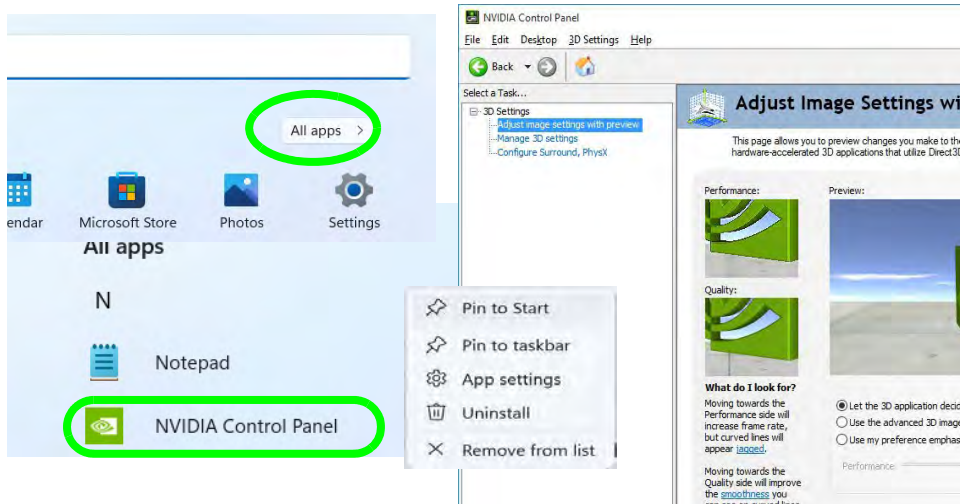 All apps >
endar
Microsoft Store
Photos
Settings
All apps
N
Notepad
NVIDIA Control Panel
Pin to Start
Pin to taskbar
App settings
Uninstall
Remove from list
NVIDIA Control Panel
File Edit Desktop 3D Settings Help
Back
Select a Task...
3D Settings
Adjust image settings with preview
Manage 3D settings
Configure Surround, PhysX
Adjust Image Settings wi
This page allows you to preview changes you make to the
hardware-accelerated 3D applications that utilize Direct3D
Performance:
Preview:
Quality:
What do I look for?
Moving towards the
Performance side will
increase frame rate,
but curved lines will
appear jagged.
Moving towards the
Quality side will improve
the smoothness you
Let the 3D application decid
Use the advanced 3D image
Use my preference emphas
Performance